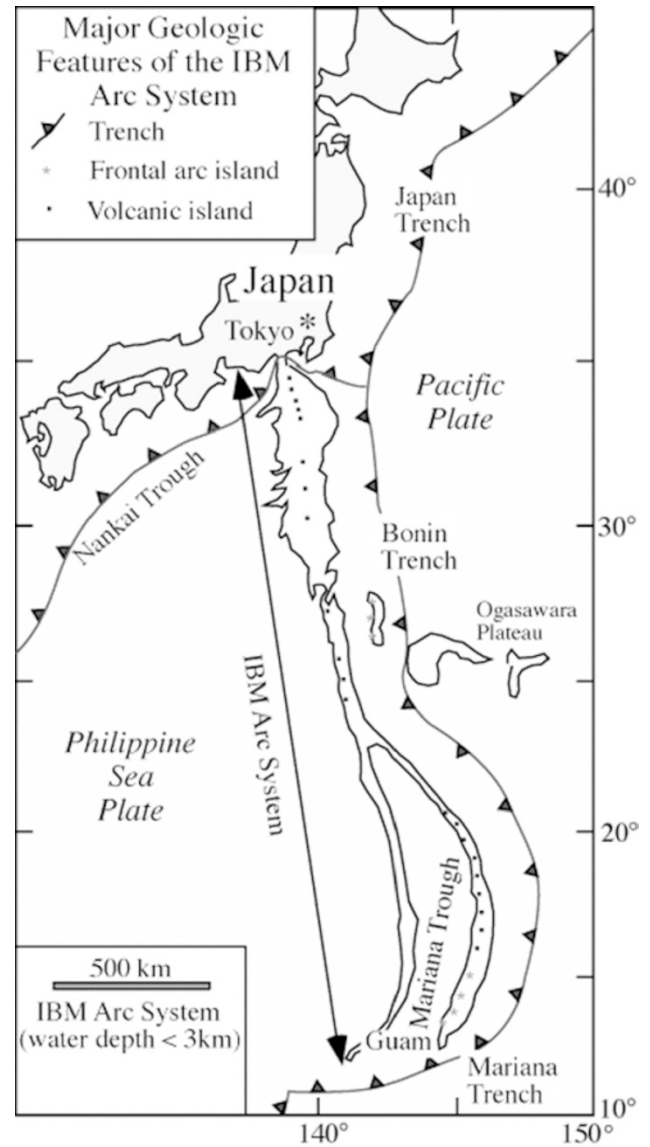 Major Geologic
Features of the IBM
Arc System
Trench
Frontal arc island
Volcanic island
40°
Japan
Trench
Japan
Tokyo *
Pacific
Plate
Nankai Trough
30°
Bonin
Trench
Ogasawara
Plateau
IBM Arc System
Philippine
Sea
Plate
20°
Mariana Trough
500 km
IBM Arc System
(water depth < 3km)
Guam
Mariana
Trench
10°
140°
150°